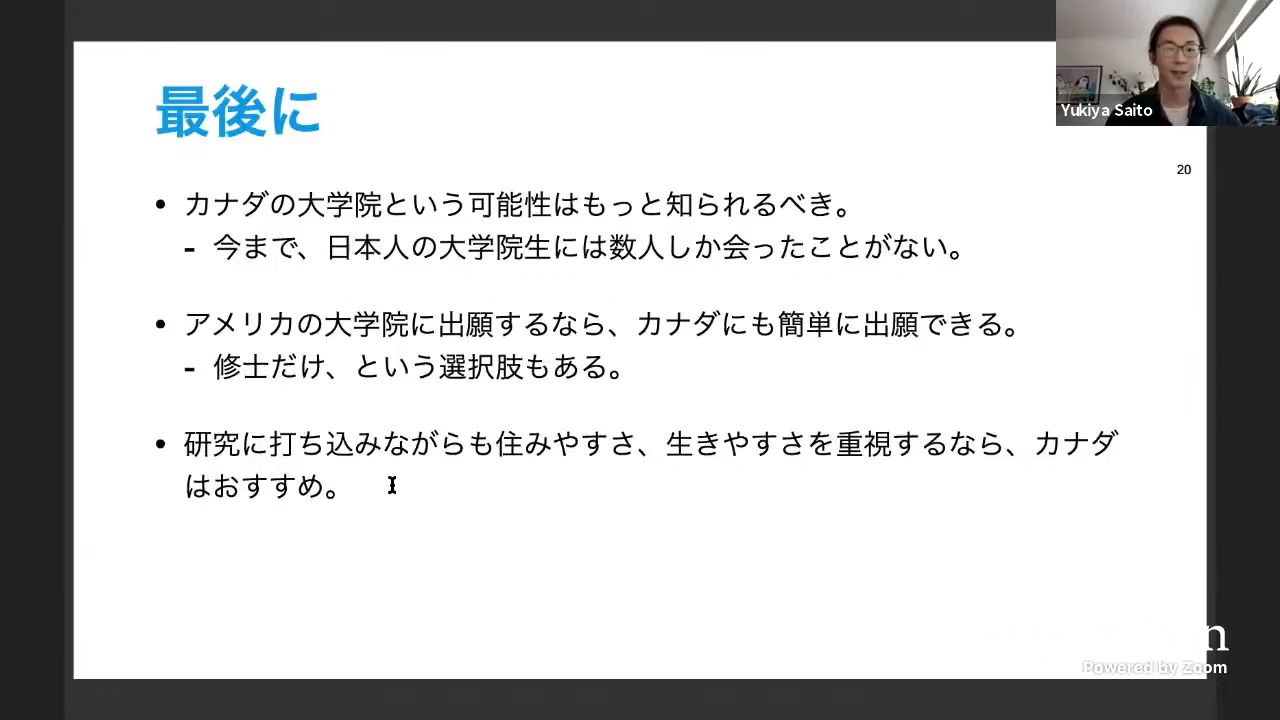 最後に
Yukiya Saito
20
• カナダの大学院という可能性はもっと知られるべき。
- 今まで、日本人の大学院生には数人しか会ったことがない。
• アメリカの大学院に出願するなら、カナダにも簡単に出願できる。
- 修士だけ、という選択肢もある。
• 研究に打ち込みながらも住みやすさ、生きやすさを重視するなら、カナダ
はおすすめ。
Powered by Zoom